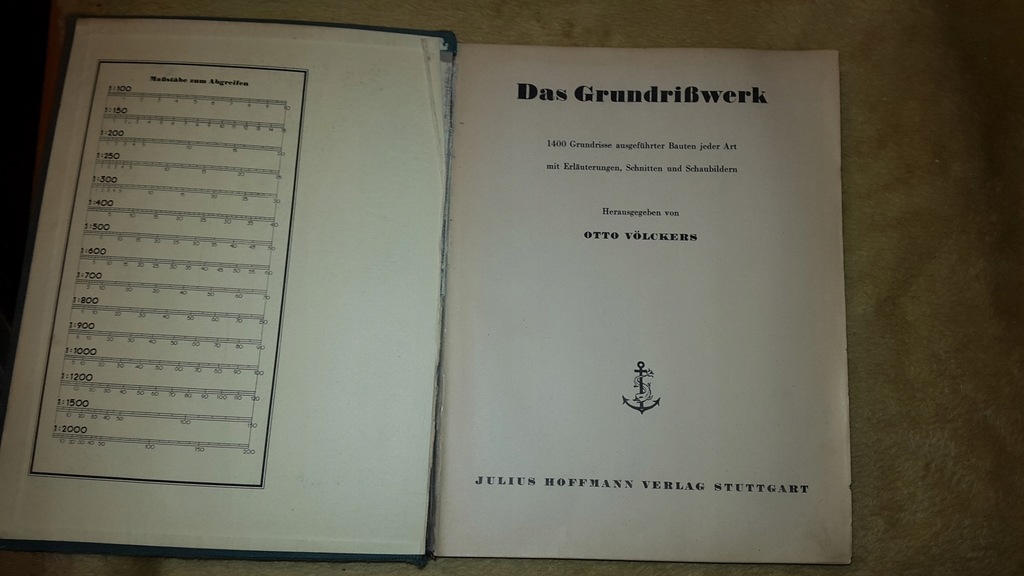 Maßstäbe zum Abgreifen
1:100
1:150
1:200
1:250
1:300
1:400
1:500
1:600
1:700
1:800
1:900
1:1000
1:1200
1:1500
1:2000
Das Grundrißwerk
1400 Grundrisse ausgeführter Bauten jeder Art
mit Erläuterungen, Schnitten und Schaubildern
Herausgegeben von
OTTO VÖLCKERS
JULIUS HOFFMANN VERLAG STUTTGART